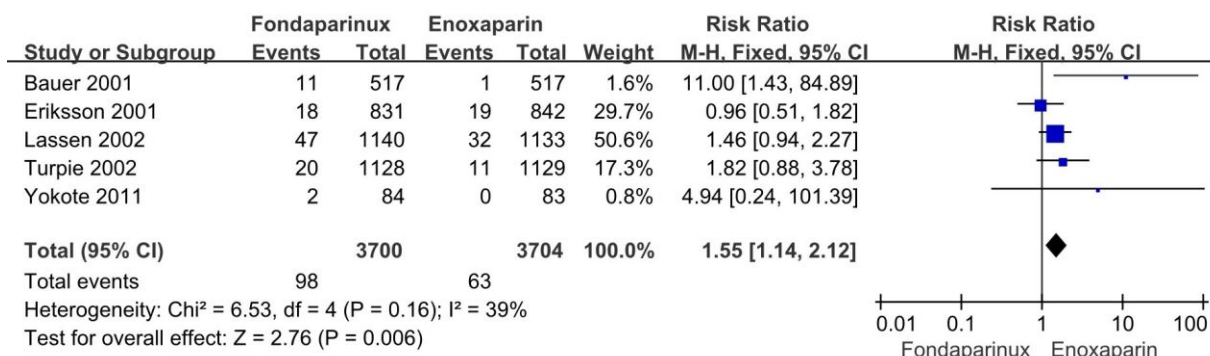 Fondaparinux Enoxaparin Risk Ratio Risk Ratio
Study or Subgroup Events Total Events Total Weight M-H, Fixed, 95% CI M-H, Fixed, 95% CI
Bauer 2001 11 517 1 517 1.6% 11.00 [1.43, 84.89]
Eriksson 2001 18 831 19 842 29.7% 0.96 [0.51, 1.82]
Lassen 2002 47 1140 32 1133 50.6% 1.46 [0.94, 2.27]
Turpie 2002 20 1128 11 1129 17.3% 1.82 [0.88, 3.78]
Yokote 2011 2 84 0 83 0.8% 4.94 [0.24, 101.39]
Total (95% CI) 3700 3704 100.0% 1.55 [1.14, 2.12]
Total events 98 63
Heterogeneity: Chi² = 6.53, df = 4 (P = 0.16); I² = 39%
Test for overall effect: Z = 2.76 (P = 0.006)
0.01 0.1 1 10 100
Fondaparinux Enoxaparin